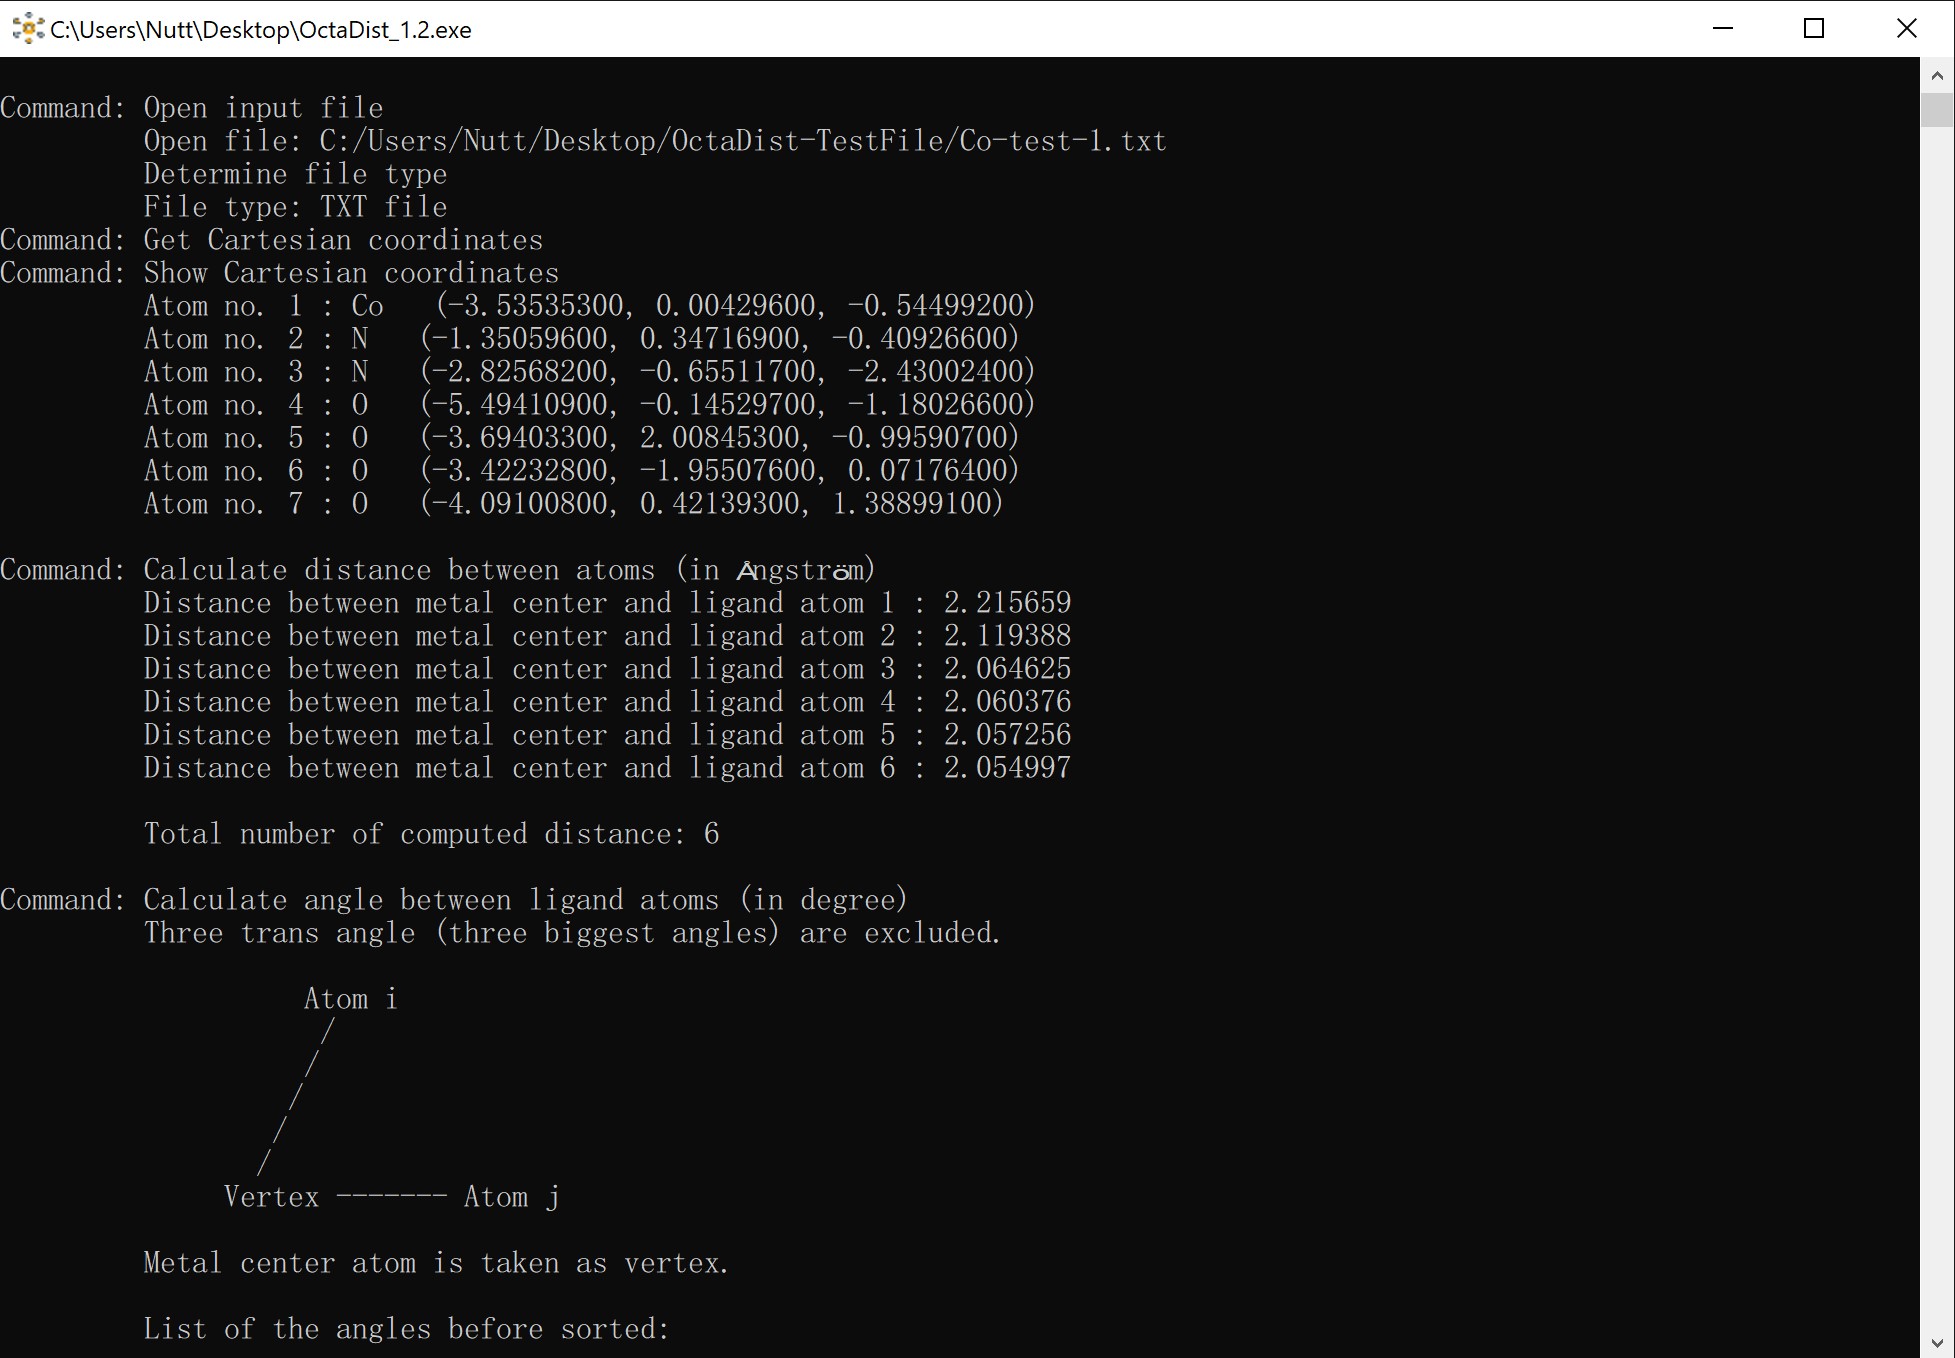 C:\Users\Nutt\Desktop\OctaDist_1.2.exe
Command: Open input file
Open file: C:/Users/Nutt/Desktop/OctaDist-TestFile/Co-test-1.txt
Determine file type
File type: TXT file
Command: Get Cartesian coordinates
Command: Show Cartesian coordinates
Atom no. 1 : Co (-3.53535300, 0.00429600, -0.54499200)
Atom no. 2 : N (-1.35059600, 0.34716900, -0.40926600)
Atom no. 3 : N (-2.82568200, -0.65511700, -2.43002400)
Atom no. 4 : O (-5.49410900, -0.14529700, -1.18026600)
Atom no. 5 : O (-3.69403300, 2.00845300, -0.99590700)
Atom no. 6 : O (-3.42232800, -1.95507600, 0.07176400)
Atom no. 7 : O (-4.09100800, 0.42139300, 1.38899100)
Command: Calculate distance between atoms (in Ångström)
Distance between metal center and ligand atom 1 : 2.215659
Distance between metal center and ligand atom 2 : 2.119388
Distance between metal center and ligand atom 3 : 2.064625
Distance between metal center and ligand atom 4 : 2.060376
Distance between metal center and ligand atom 5 : 2.057256
Distance between metal center and ligand atom 6 : 2.054997
Total number of computed distance: 6
Command: Calculate angle between ligand atoms (in degree)
Three trans angle (three biggest angles) are excluded.
Atom i
/
/
/
/
/
Vertex ------- Atom j
Metal center atom is taken as vertex.
List of the angles before sorted: